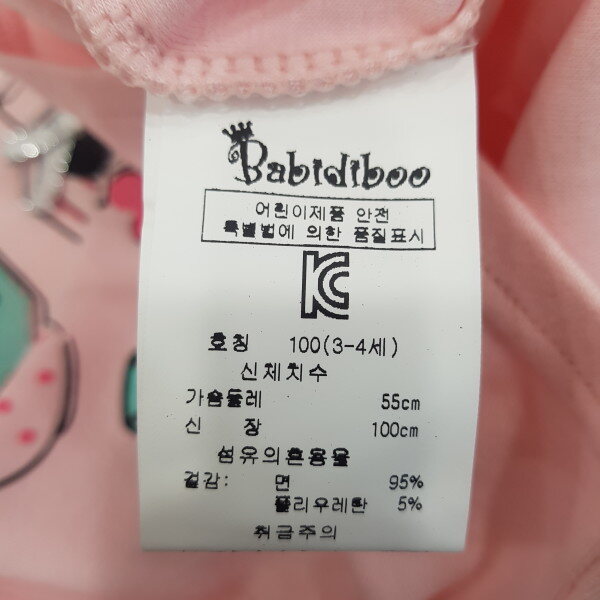 Babidiboo
어린이제품 안전
특별법에 의한 품질표시
KC
호칭 100(3-4세)
신체치수
가슴둘레 55cm
신 장 100cm
섬유의혼용율
겉감: 면 95%
폴리우레탄 5%
취급주의